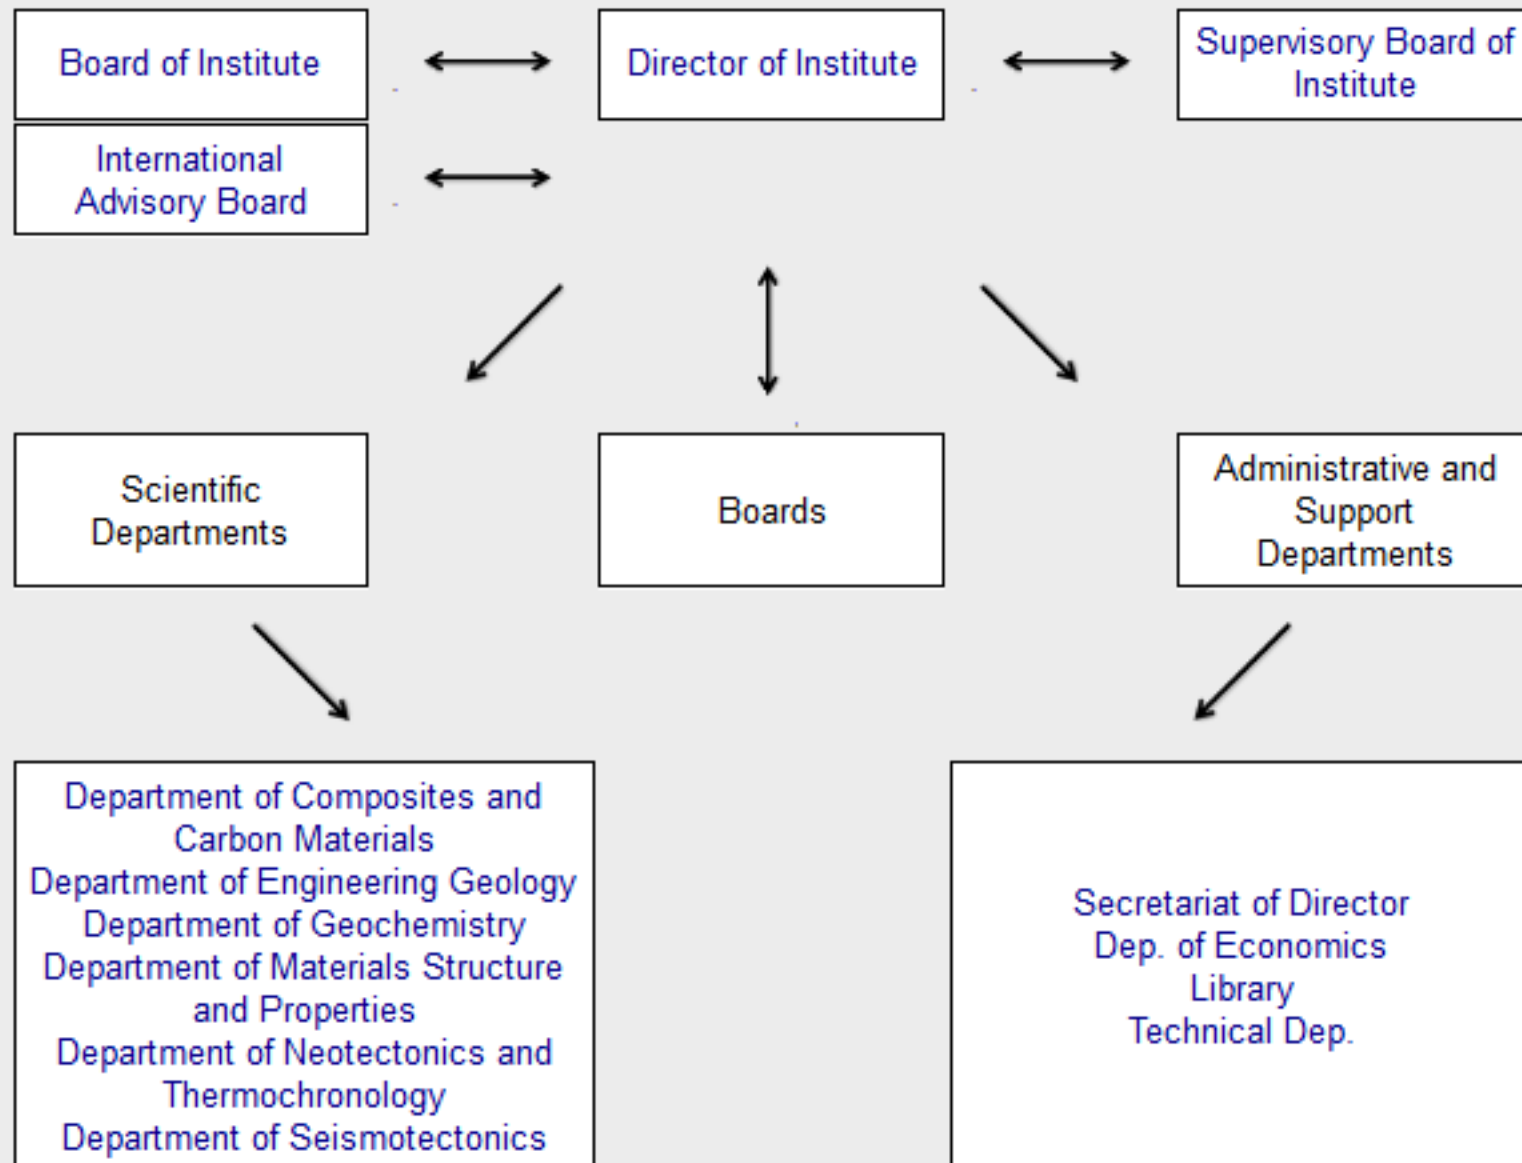 Board of Institute
Director of Institute
Supervisory Board of
Institute
International
Advisory Board
Scientific
Departments
Boards
Administrative and
Support
Departments
Department of Composites and
Carbon Materials
Department of Engineering Geology
Department of Geochemistry
Department of Materials Structure
and Properties
Department of Neotectonics and
Thermochronology
Department of Seismotectonics
Secretariat of Director
Dep. of Economics
Library
Technical Dep.